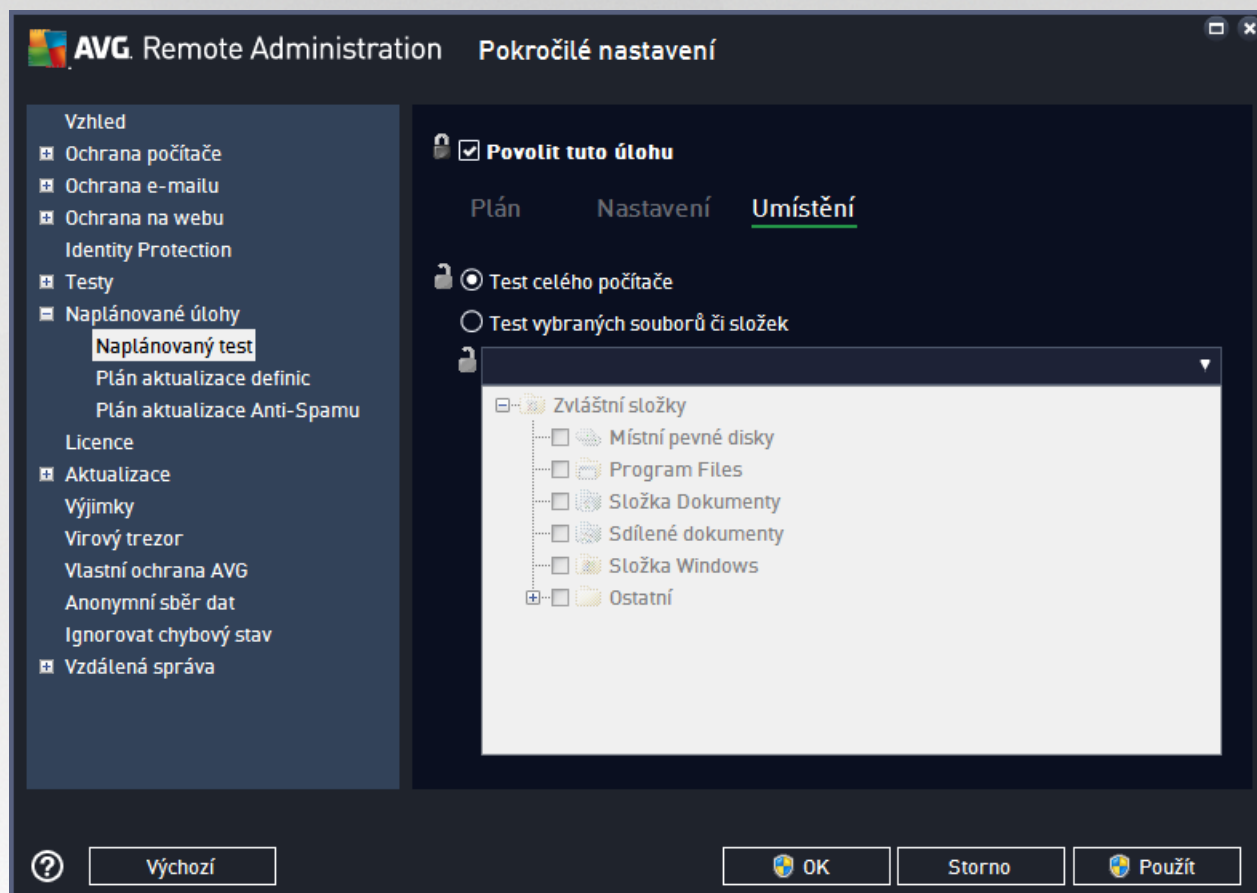 AVG. Remote Administration Pokročilé nastavení
Vzhled
Ochrana počítače
Ochrana e-mailu
Ochrana na webu
Identity Protection
Testy
Naplánované úlohy
Naplánovaný test
Plán aktualizace definic
Plán aktualizace Anti-Spamu
Licence
Aktualizace
Výjimky
Virový trezor
Vlastní ochrana AVG
Anonymní sběr dat
Ignorovat chybový stav
Vzdálená správa
Povolit tuto úlohu
Plán Nastavení Umístění
Test celého počítače
Test vybraných souborů či složek
Zvláštní složky
Místní pevné disky
Program Files
Složka Dokumenty
Sdílené dokumenty
Složka Windows
Ostatní
Výchozí OK Storno Použít